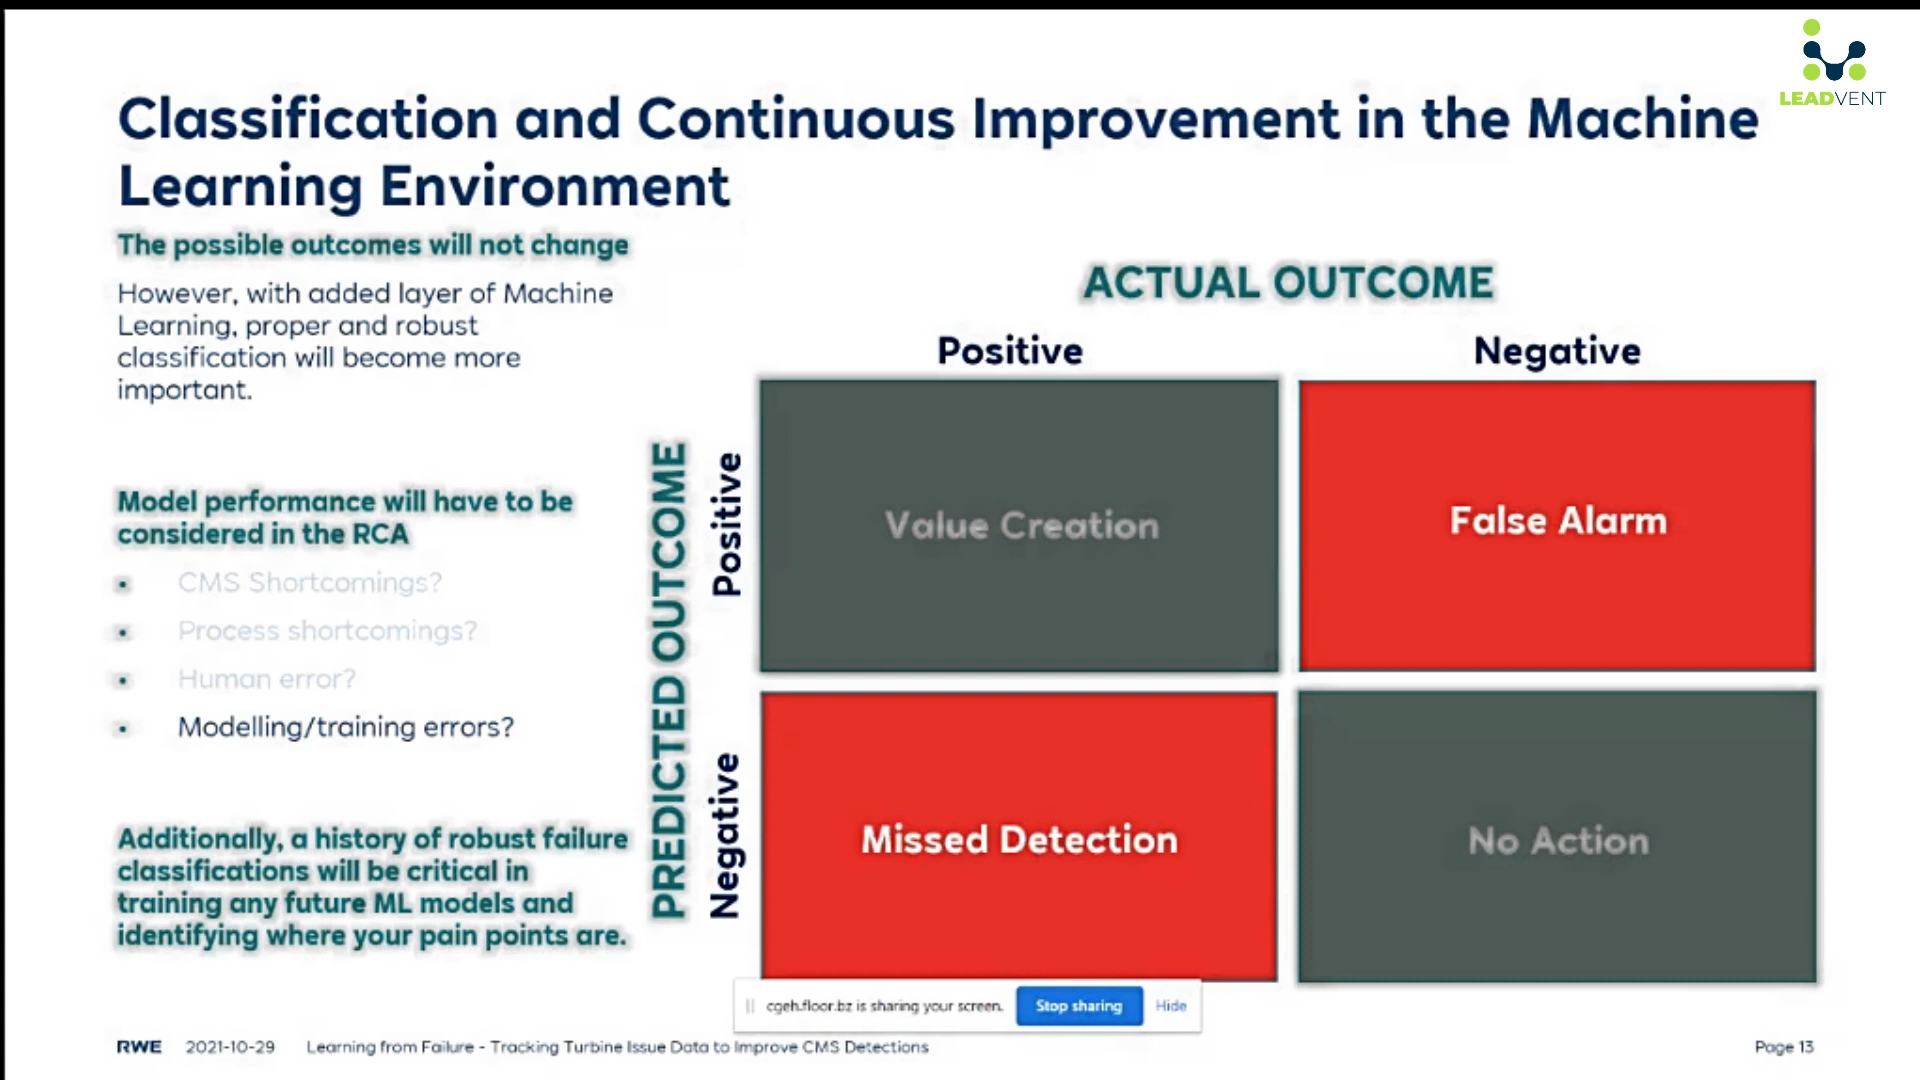 LEADVENT
Classification and Continuous Improvement in the Machine
Learning Environment
The possible outcomes will not change
However, with added layer of Machine
Learning, proper and robust
classification will become more
important.
Model performance will have to be
considered in the RCA
• CMS Shortcomings?
• Process shortcomings?
• Human error?
• Modelling/training errors?
Additionally, a history of robust failure
classifications will be critical in
training any future ML models and
identifying where your pain points are.
ACTUAL OUTCOME
Positive
Negative
PREDICTED OUTCOME
Positive
Value Creation
False Alarm
Negative
Missed Detection
No Action
cgeh.floor.bz is sharing your screen.
Stop sharing
Hide
RWE 2021-10-29 Learning from Failure - Tracking Turbine Issue Data to Improve CMS Detections
Page 13